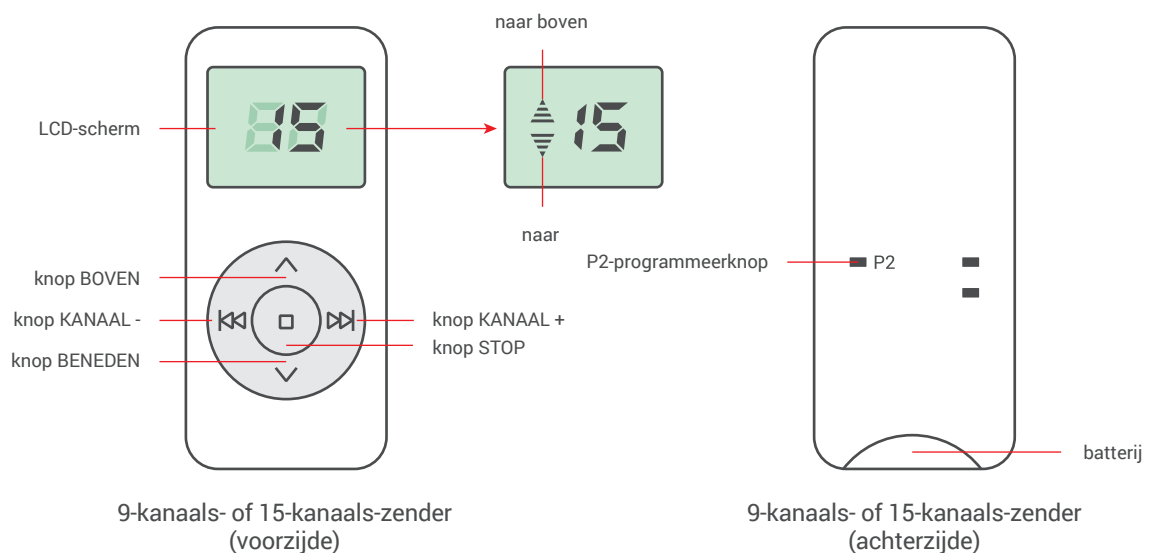 naar boven
15
15
LCD-scherm
naar
knop BOVEN
knop KANAAL -
knop BENEDEN
knop KANAAL +
knop STOP
9-kanaals- of 15-kanaals-zender
(voorzijde)
P2-programmeerknop
P2
batterij
9-kanaals- of 15-kanaals-zender
(achterzijde)